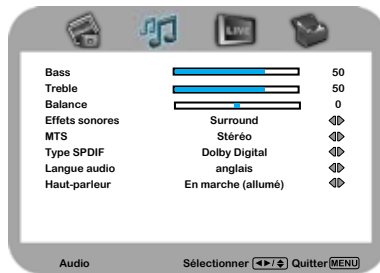 LIVE
Bass 50
Treble 50
Balance 0
Effets sonores Surround
MTS Stéréo
Type SPDIF Dolby Digital
Langue audio anglais
Haut-parleur En marche (allumé)
Audio Sélectionner / Quitter MENU